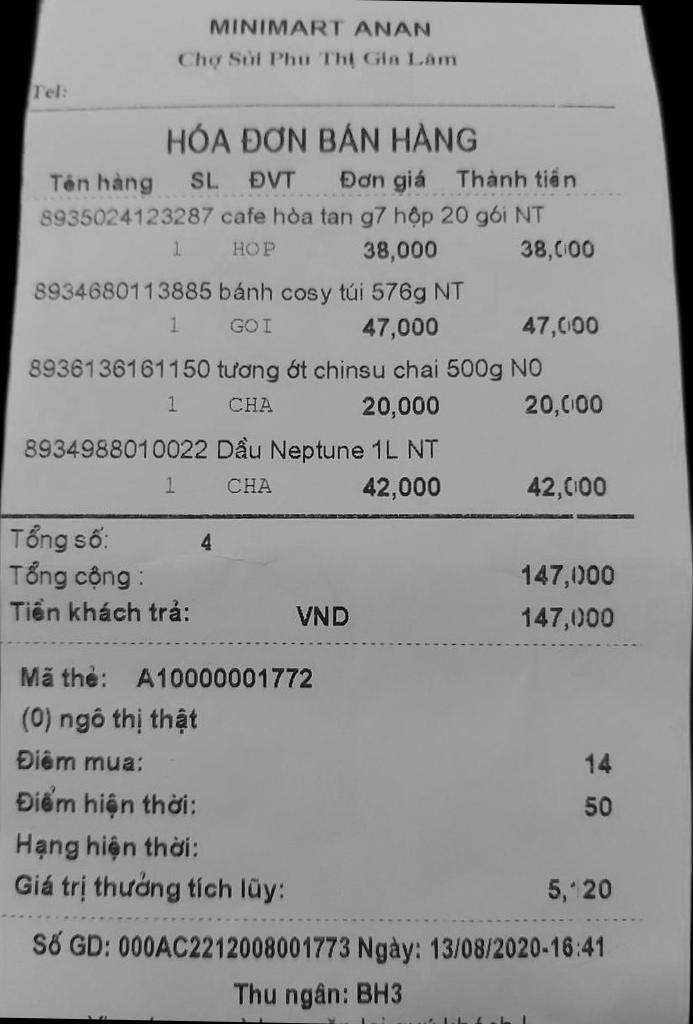 MINIMART ANAN
Chợ Sủi Phu Thị Gia Lâm
Tel:
HÓA ĐƠN BÁN HÀNG
Tên hàng SL ĐVT Đơn giá Thành tiền
8935024123287 cafe hòa tan g7 hộp 20 gói NT
1 HOP 38,000 38,000
8934680113885 bánh cosy túi 576g NT
1 GOI 47,000 47,000
8936136161150 tương ớt chinsu chai 500g N0
1 CHA 20,000 20,000
8934988010022 Dầu Neptune 1L NT
1 CHA 42,000 42,000
Tổng số: 4
Tổng cộng : 147,000
Tiền khách trả: VND 147,000
Mã thẻ: A10000001772
(0) ngô thị thật
Điểm mua: 14
Điểm hiện thời: 50
Hạng hiện thời:
Giá trị thưởng tích lũy:
Số GD: 000AC2212008001773 Ngày: 13/08/2020-16:41
Thu ngân: BH3